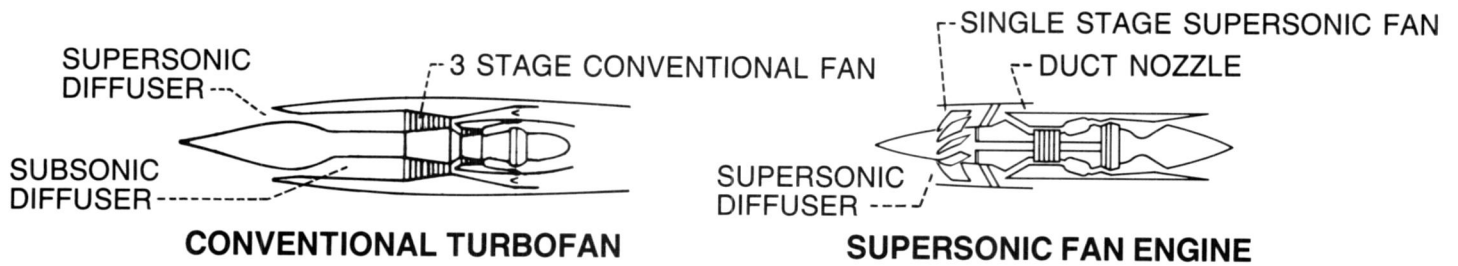 SUPERSONIC
DIFFUSER
3 STAGE CONVENTIONAL FAN
SUBSONIC
DIFFUSER
CONVENTIONAL TURBOFAN
SINGLE STAGE SUPERSONIC FAN
DUCT NOZZLE
SUPERSONIC
DIFFUSER
SUPERSONIC FAN ENGINE